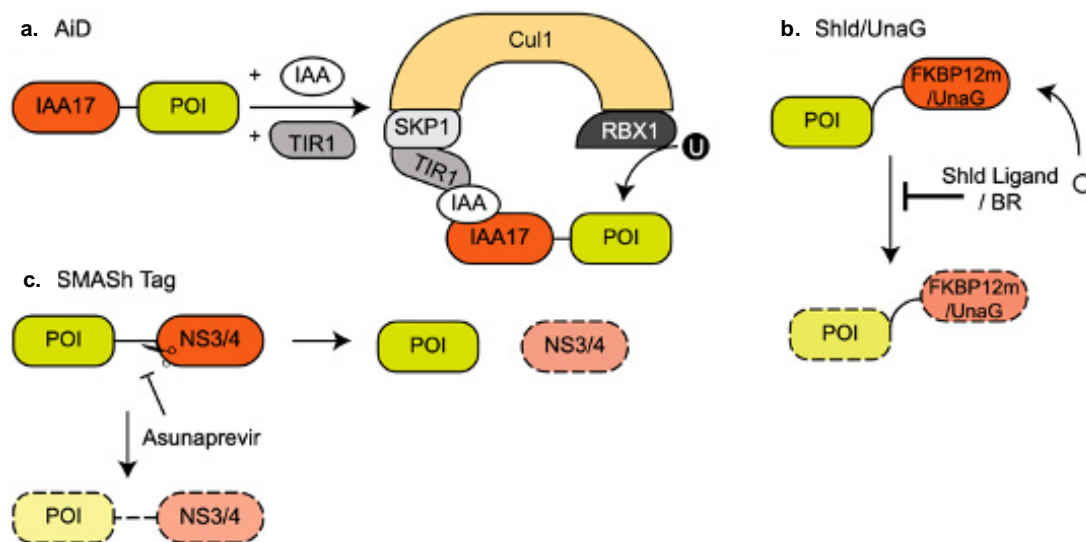 a. AiD
IAA17
POI
+
IAA
+
TIR1
Cul1
SKP1
RBX1
U
TIR1
IAA
IAA17
POI
b. Shld/UnaG
FKBP12m
/UnaG
POI
Shld Ligand
/ BR
FKBP12m
/UnaG
POI
c. SMASh Tag
POI
NS3/4
POI
NS3/4
Asunaprevir
POI
NS3/4